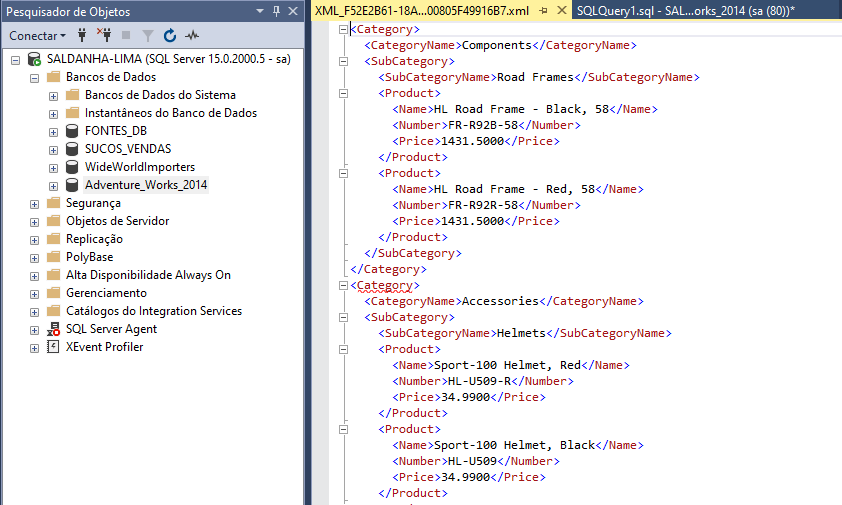 Pesquisador de Objetos
Conectar
SALDANHA-LIMA (SQL Server 15.0.2000.5 - sa)
Bancos de Dados
Bancos de Dados do Sistema
Instantâneos do Banco de Dados
FONTES_DB
SUCOS_VENDAS
WideWorldImporters
Adventure_Works_2014
Segurança
Objetos de Servidor
Replicação
PolyBase
Alta Disponibilidade Always On
Gerenciamento
Catálogos do Integration Services
SQL Server Agent
XEvent Profiler
XML_F52E2B61-18A...00805F49916B7.xml
SQLQuery1.sql - SAL...orks_2014 (sa (80))*
<Category>
<CategoryName>Components</CategoryName>
<SubCategory>
<SubCategoryName>Road Frames</SubCategoryName>
<Product>
<Name>HL Road Frame - Black, 58</Name>
<Number>FR-R92B-58</Number>
<Price>1431.5000</Price>
</Product>
<Product>
<Name>HL Road Frame - Red, 58</Name>
<Number>FR-R92R-58</Number>
<Price>1431.5000</Price>
</Product>
</SubCategory>
</Category>
<Category>
<CategoryName>Accessories</CategoryName>
<SubCategory>
<SubCategoryName>Helmets</SubCategoryName>
<Product>
<Name>Sport-100 Helmet, Red</Name>
<Number>HL-U509-R</Number>
<Price>34.9900</Price>
</Product>
<Product>
<Name>Sport-100 Helmet, Black</Name>
<Number>HL-U509</Number>
<Price>34.9900</Price>
</Product>